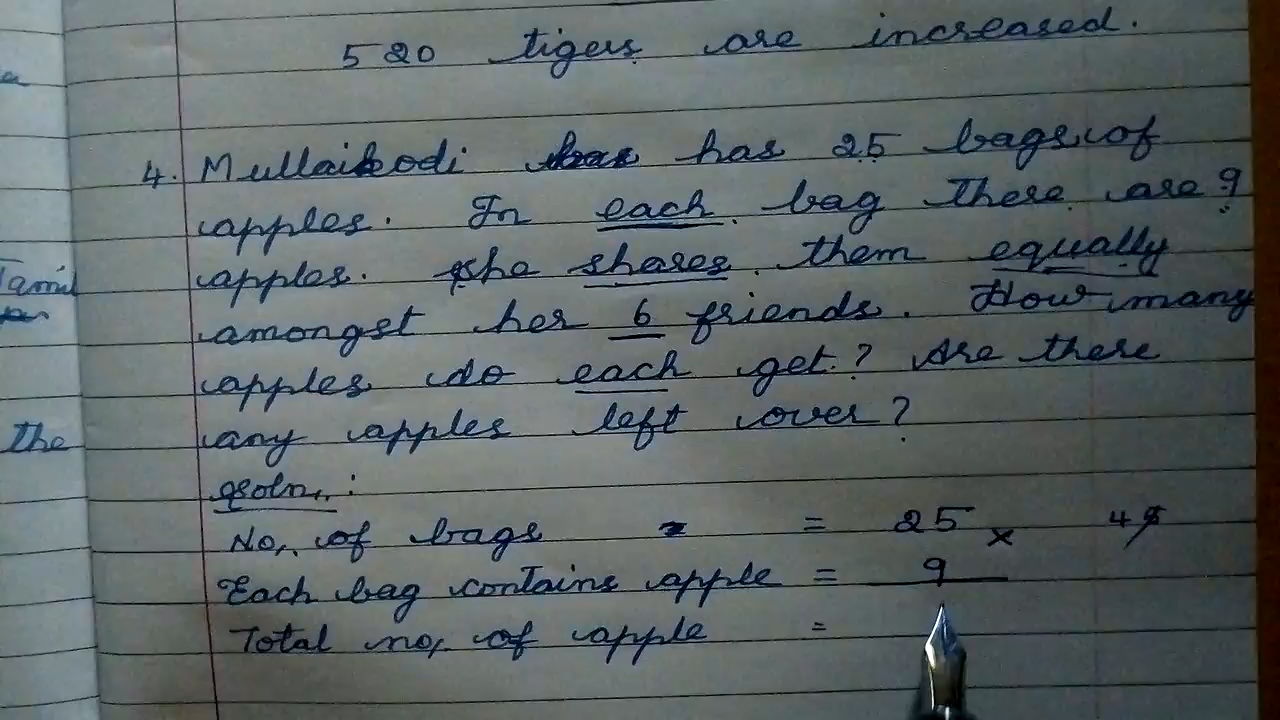 520 tigers are increased.
4. Mullaikodi has 25 bags of
apples. In each bag there are 9
apples. she shares them equally
Tamil
amongst her 6 friends. How many
apples do each get? Are there
the
any apples left over?
soln. :
No. of bags = 25 × 45
Each bag contains apple = 9
Total no. of apple =